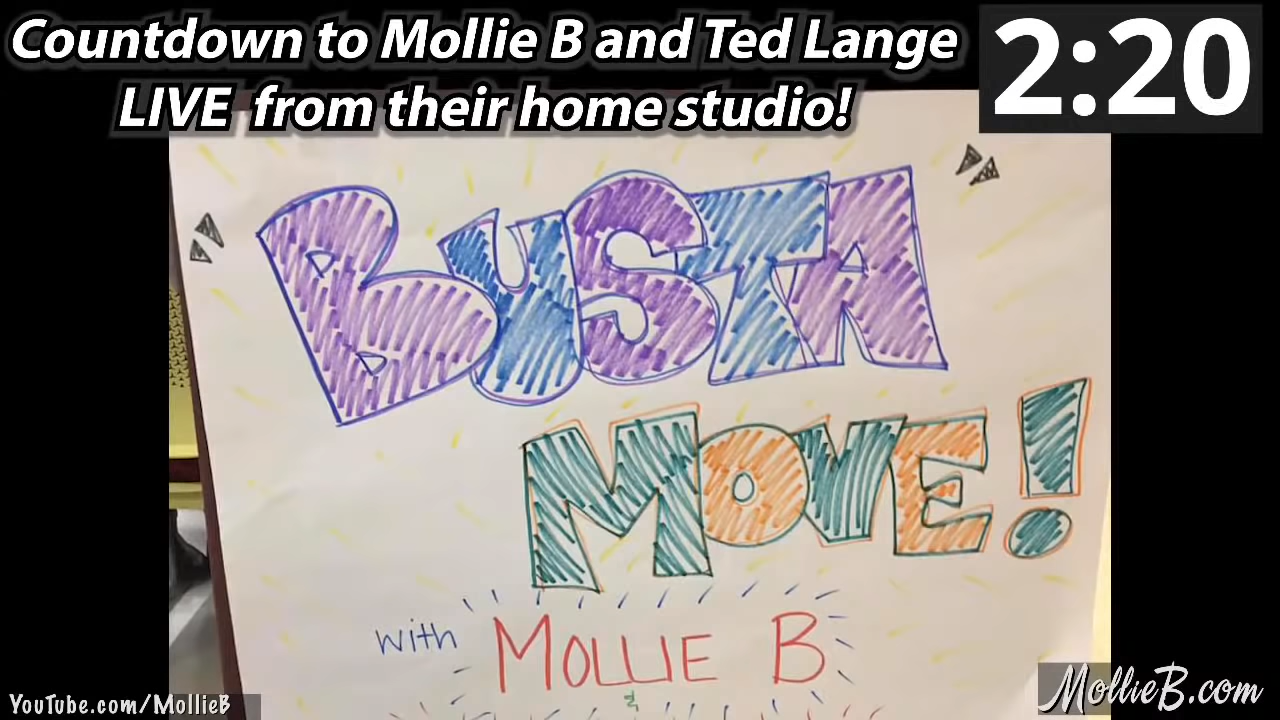 Countdown to Mollie B and Ted Lange
LIVE from their home studio!
2:20
BUSTA
MOVE!
with MOLLIE B
&
YouTube.com/MollieB
MollieB.com